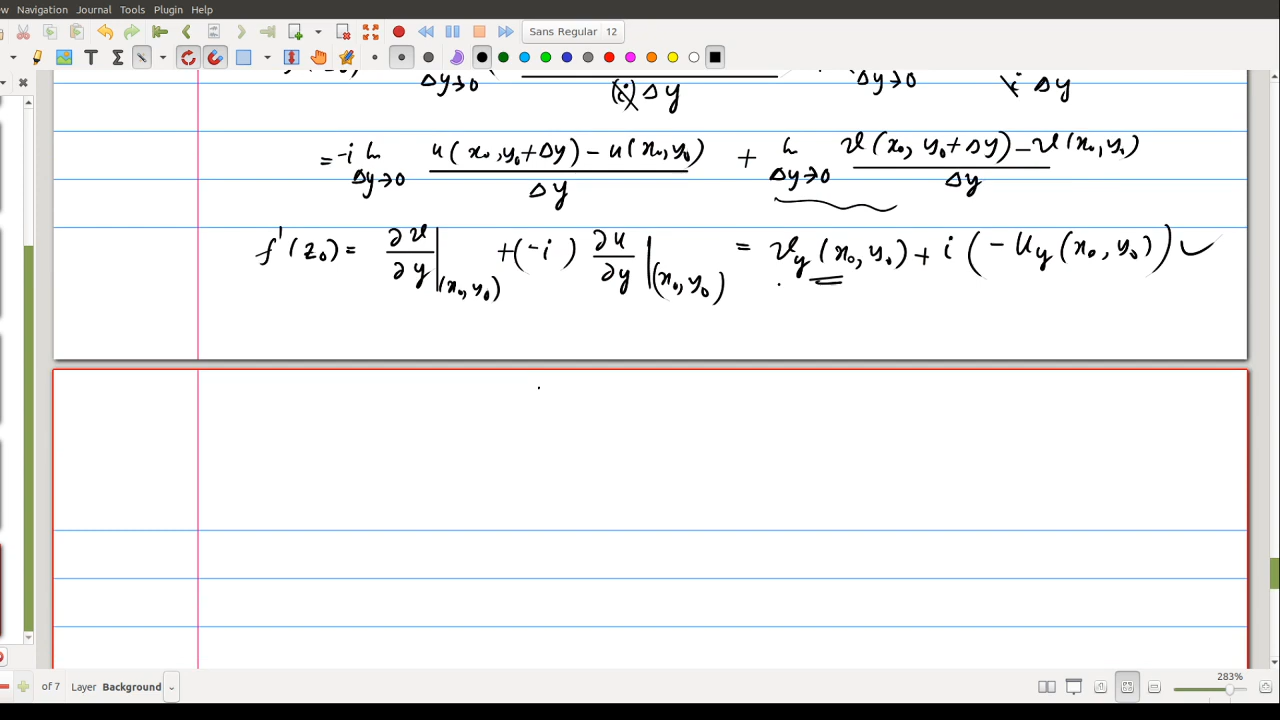 Navigation Journal Tools Plugin Help
Sans Regular 12
Δy→0 (i) Δy Δy→0 i Δy
= -i lim Δy→0 u(x₀, y₀+Δy) - u(x₀, y₀) / Δy + lim Δy→0 v(x₀, y₀+Δy) - v(x₀, y₀) / Δy
f'(z₀) = ∂v/∂y |(x₀, y₀) + (-i) ∂u/∂y |(x₀, y₀) = v_y (x₀, y₀) + i (- u_y (x₀, y₀)) ✓
of 7 Layer Background 283%